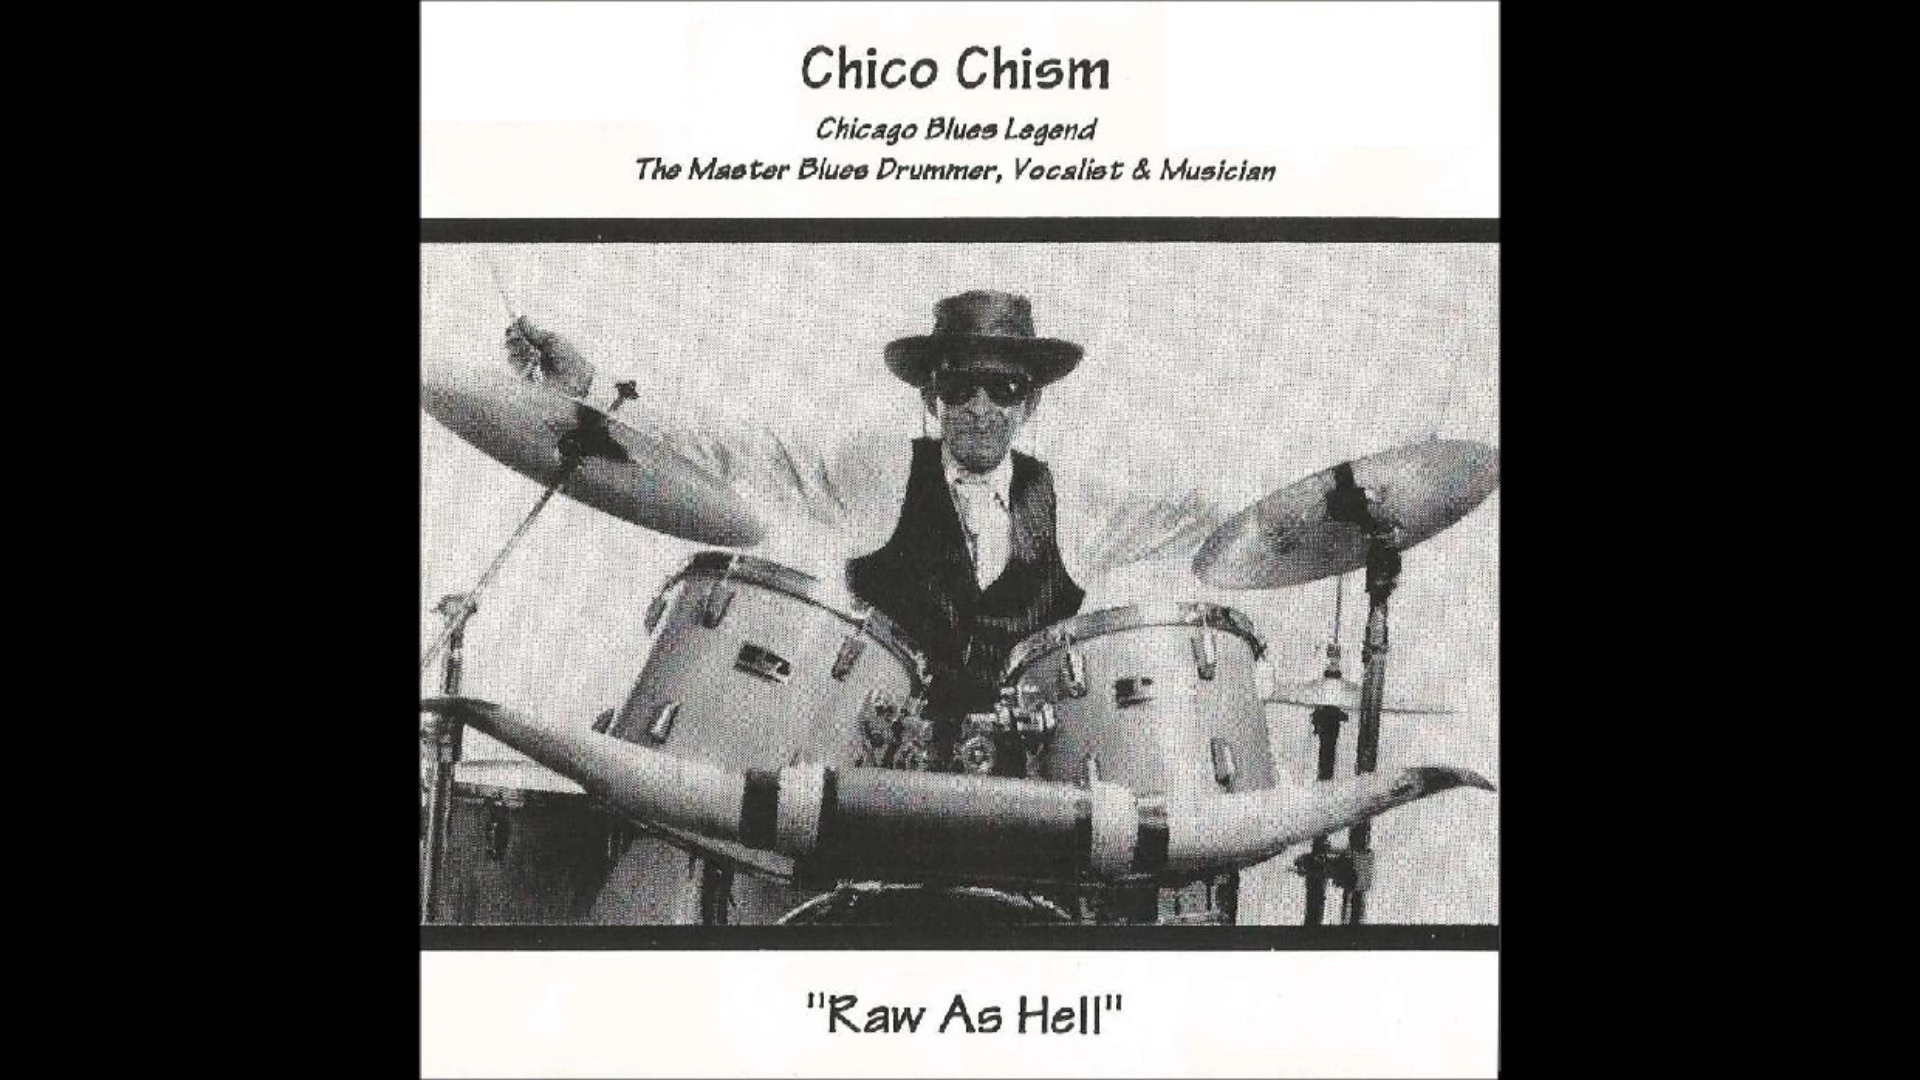 Chico Chism
Chicago Blues Legend
The Master Blues Drummer, Vocalist & Musician
"Raw As Hell"